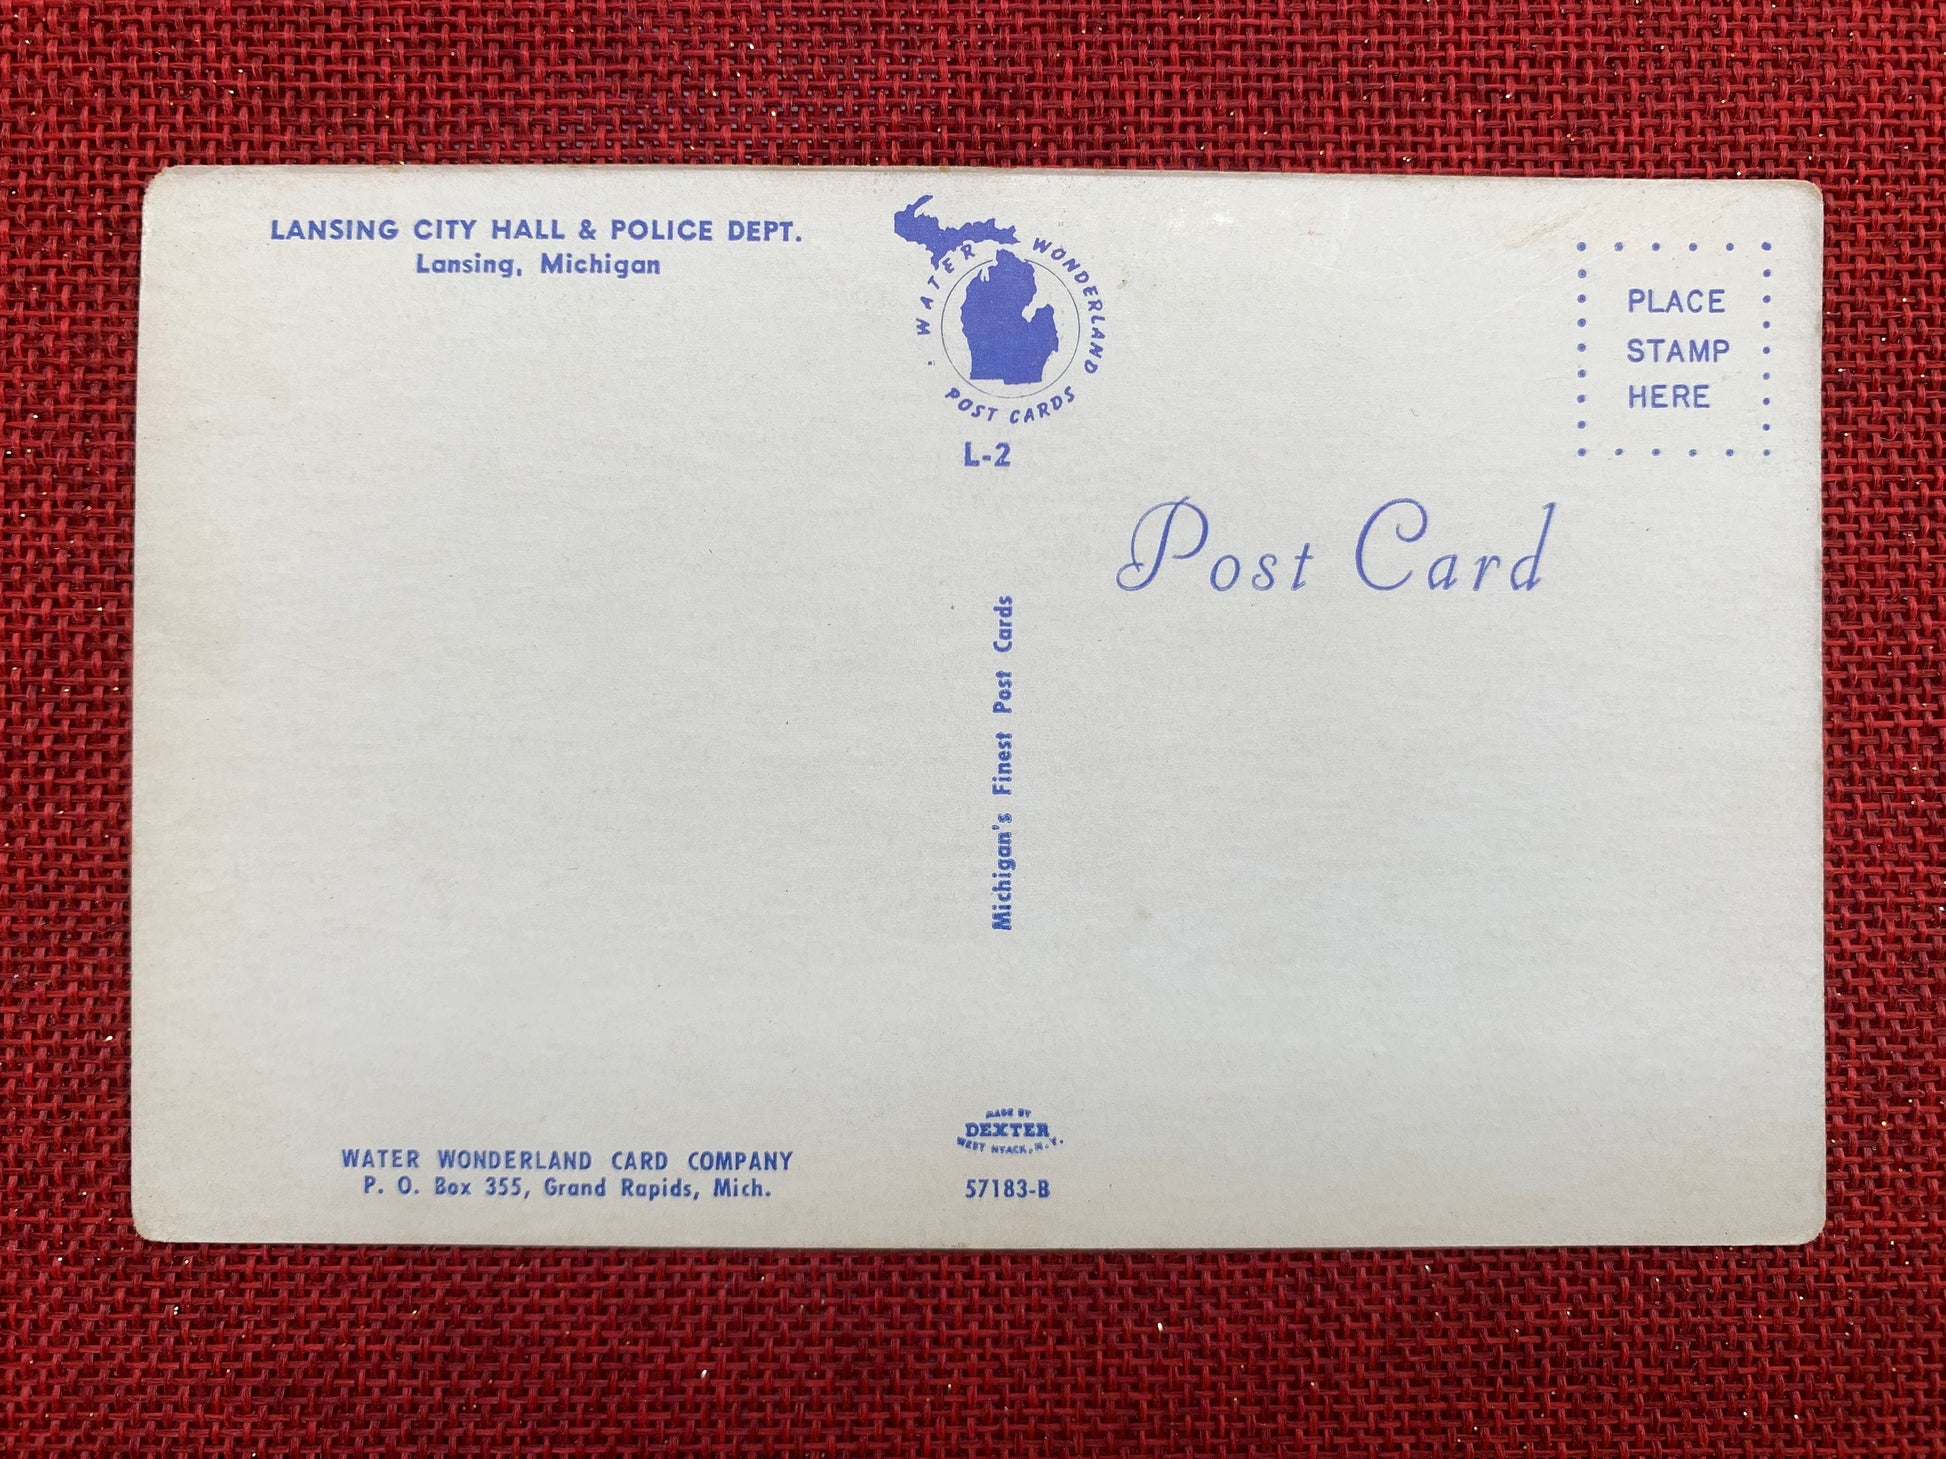 LANSING CITY HALL & POLICE DEPT.
Lansing, Michigan
WATER WONDERLAND
POST CARDS
L-2
PLACE
STAMP
HERE
Post Card
Michigan's Finest Post Cards
WATER WONDERLAND CARD COMPANY
P. O. Box 355, Grand Rapids, Mich.
MADE BY
DEXTER
WEST NYACK, N.Y.
57183-B